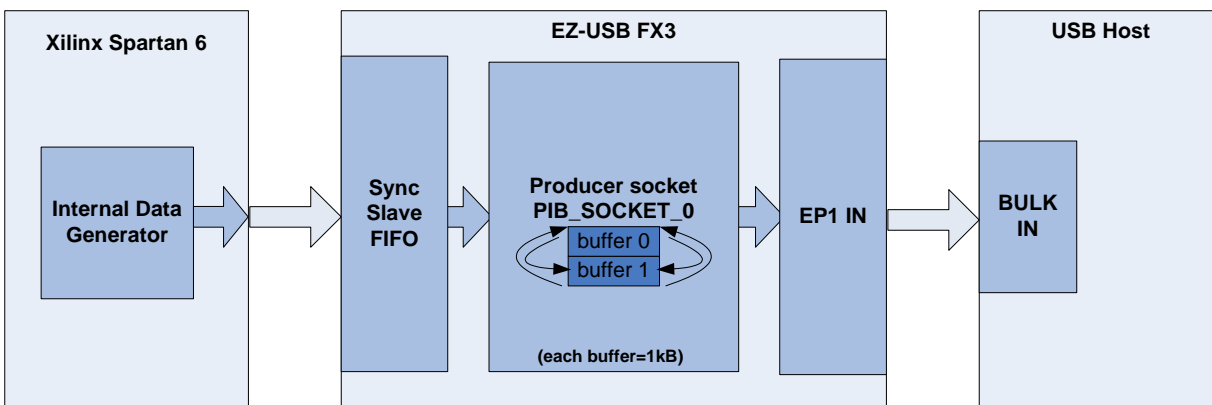 Xilinx Spartan 6
Internal Data
Generator
EZ-USB FX3
Sync
Slave
FIFO
Producer socket
PIB_SOCKET_0
buffer 0
buffer 1
(each buffer=1kB)
EP1 IN
USB Host
BULK
IN